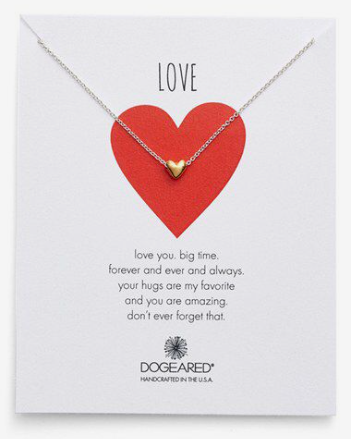 LOVE
love you. big time.
forever and ever and always.
your hugs are my favorite
and you are amazing.
don't ever forget that.
DOGEARED®
HANDCRAFTED IN THE U.S.A.